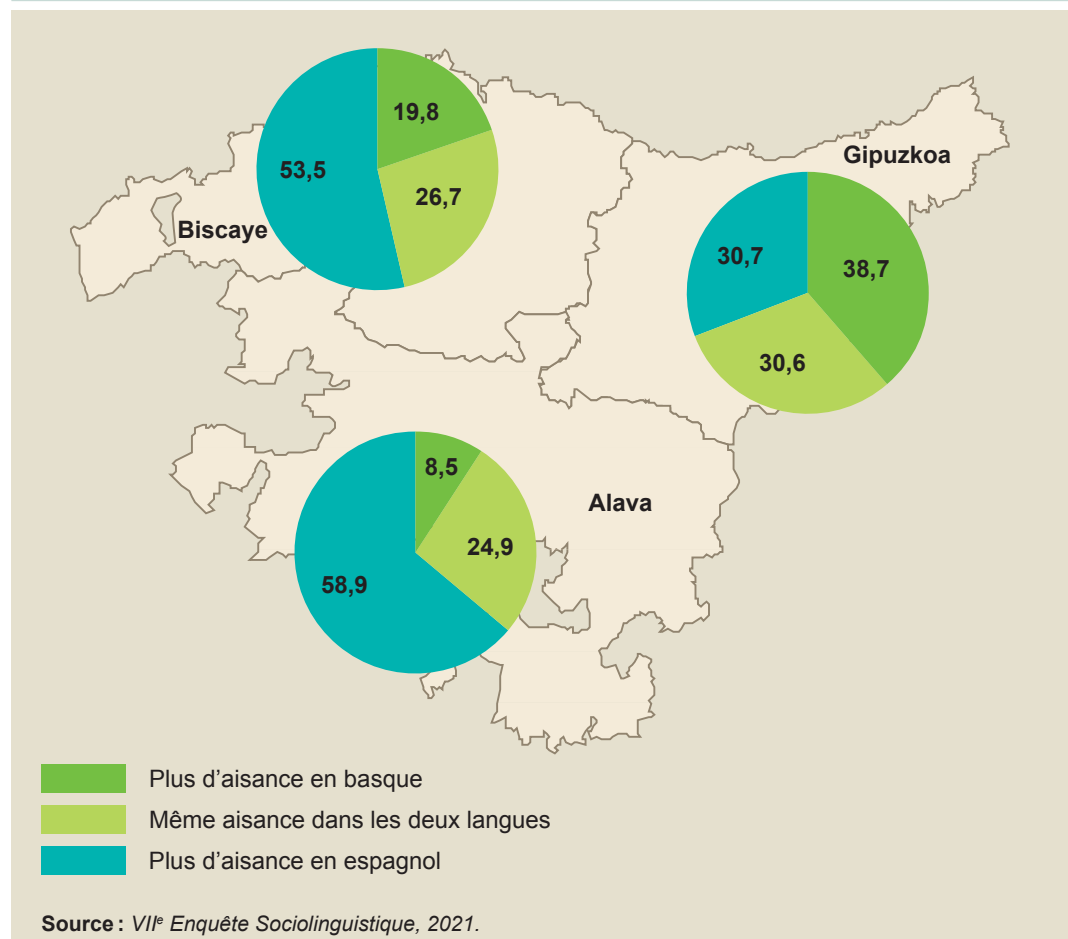 19,8
53,5
26,7
Biscaye
Gipuzkoa
30,7
38,7
30,6
8,5
24,9
58,9
Alava
Plus d’aisance en basque
Même aisance dans les deux langues
Plus d’aisance en espagnol
Source : VIIe Enquête Sociolinguistique, 2021.